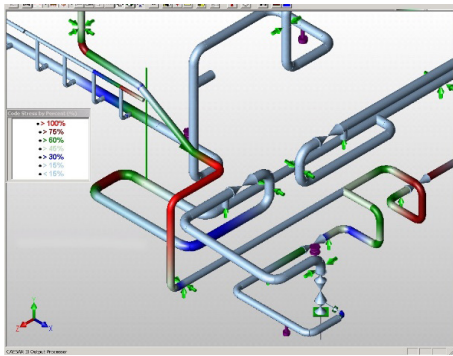 Code Stress by Percent
> 100%
> 75%
> 60%
> 45%
> 30%
> 15%
< 15%
Y
Z
X
CAESAR II Output Processor